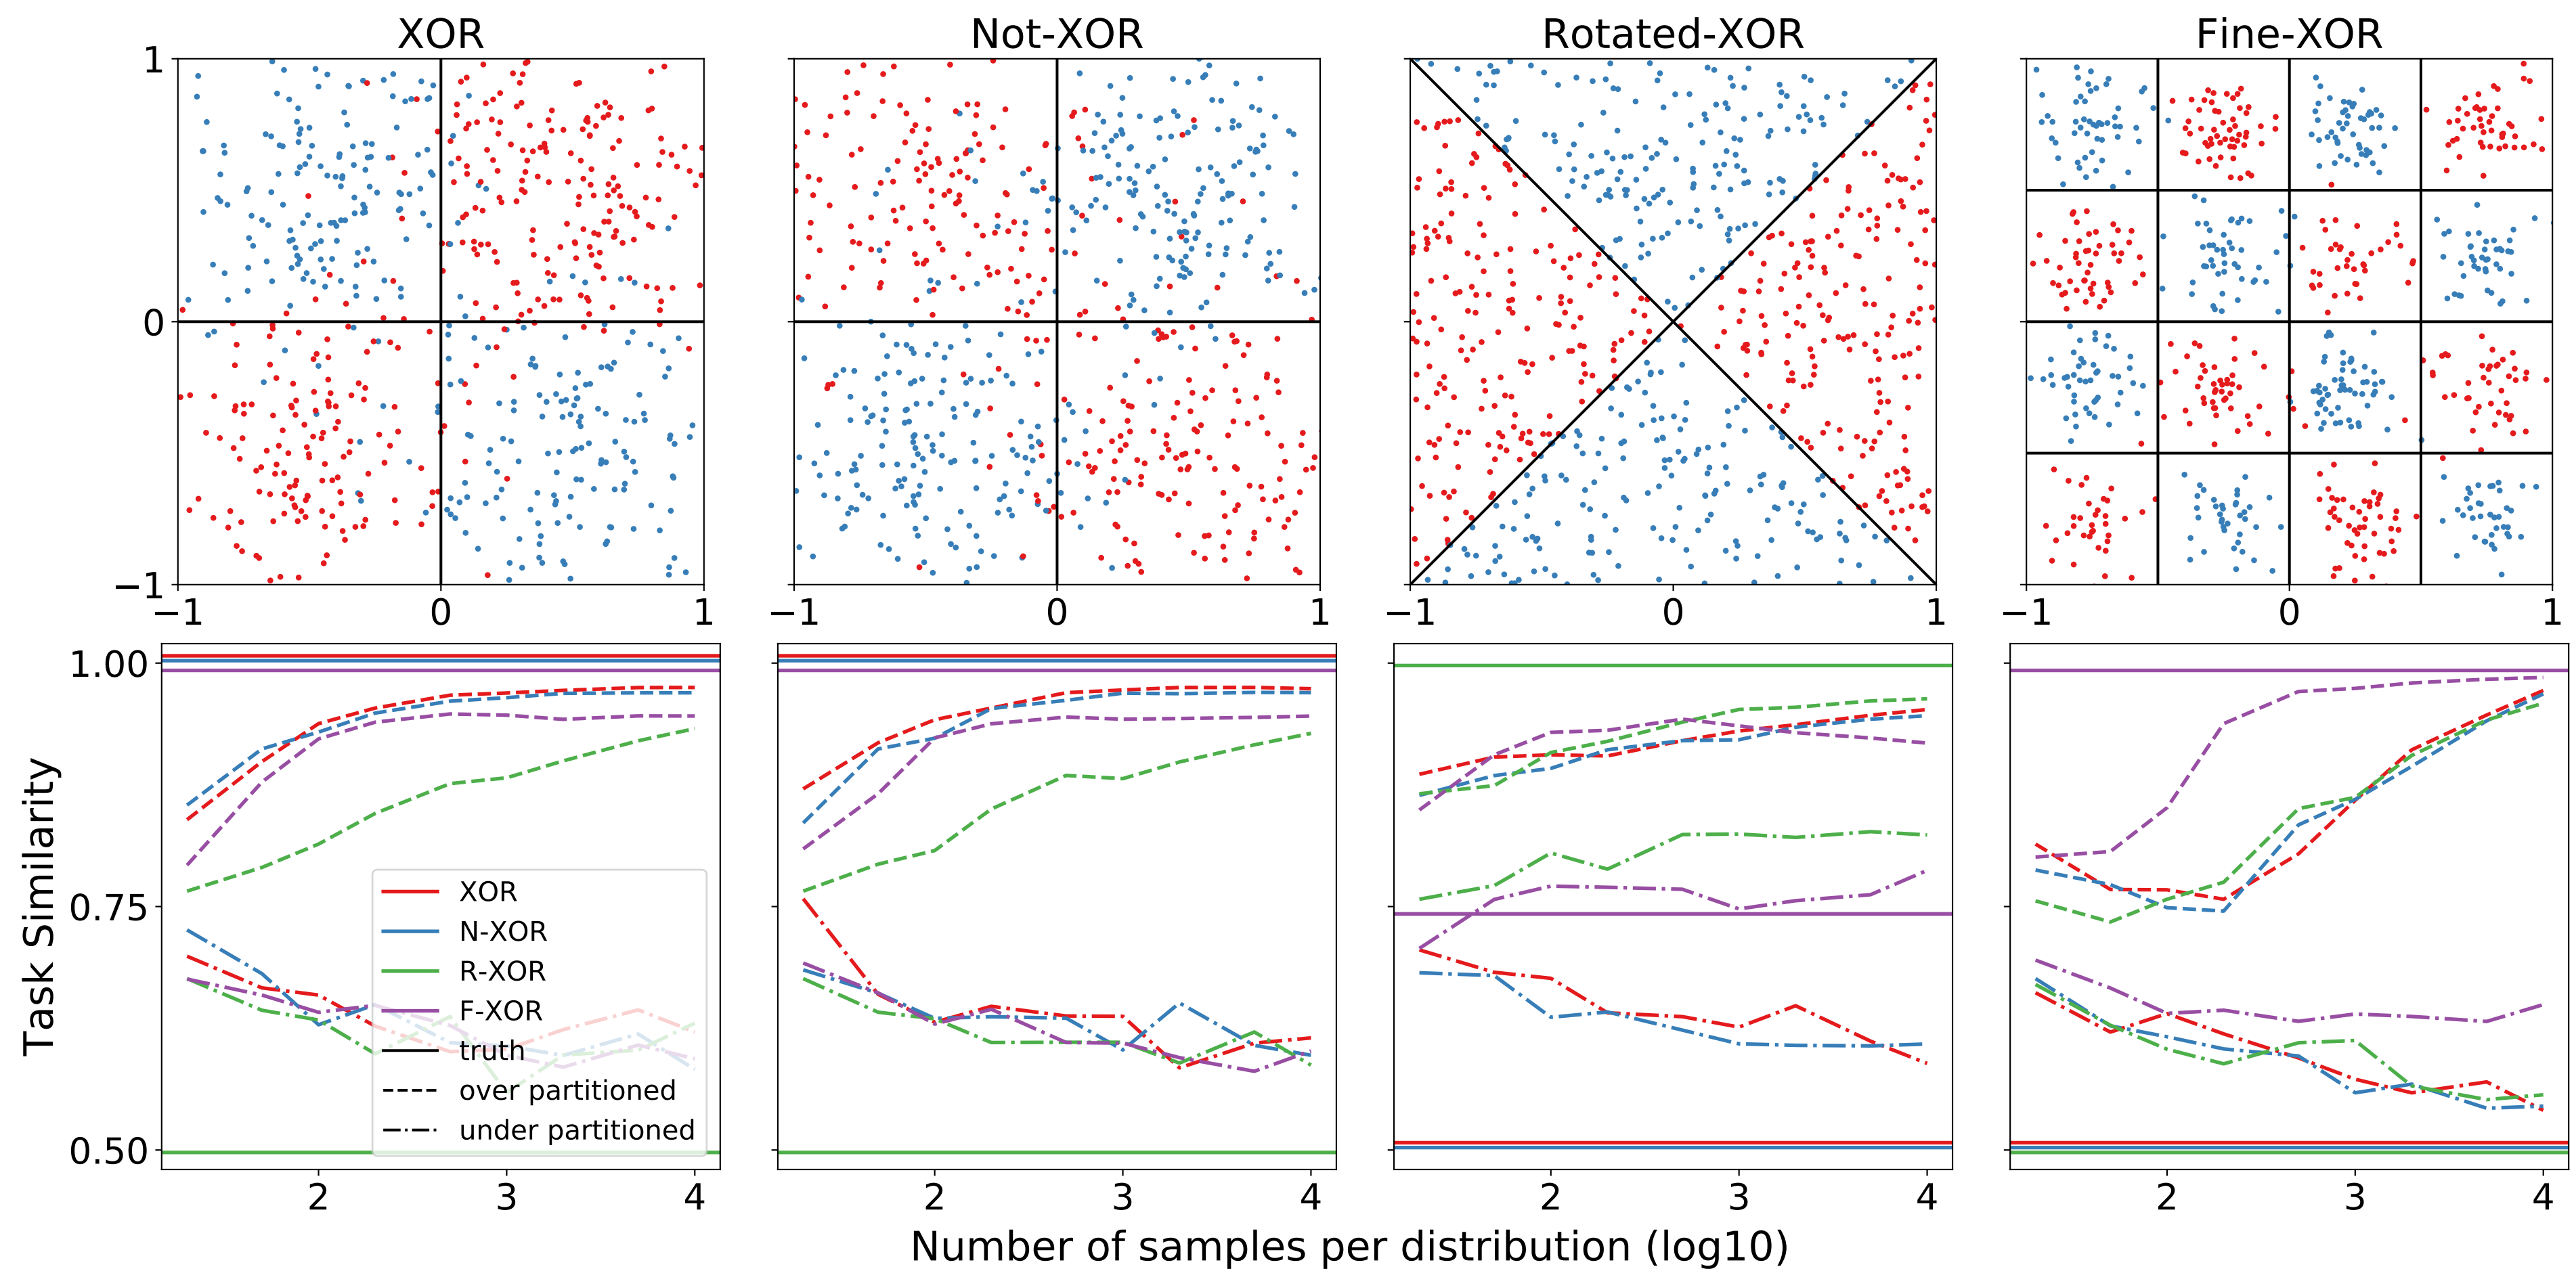 XOR
Not-XOR
Rotated-XOR
Fine-XOR
1
0
−1
−1 0 1
−1 0 1
−1 0 1
−1 0 1
Task Similarity
1.00
0.75
0.50
XOR
N-XOR
R-XOR
F-XOR
truth
over partitioned
under partitioned
2 3 4
2 3 4
2 3 4
2 3 4
Number of samples per distribution (log10)